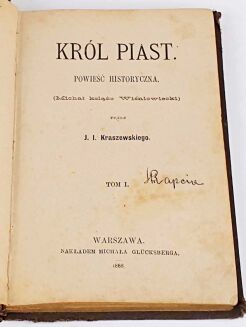 KRÓL PIAST.
POWIEŚĆ HISTORYCZNA.
(Michał książę Wiśniowiecki)
PRZEZ
J. I. Kraszewskiego.
TOM I.
WARSZAWA.
NAKŁADEM MICHAŁA GLÜCKSBERGA.
1888.